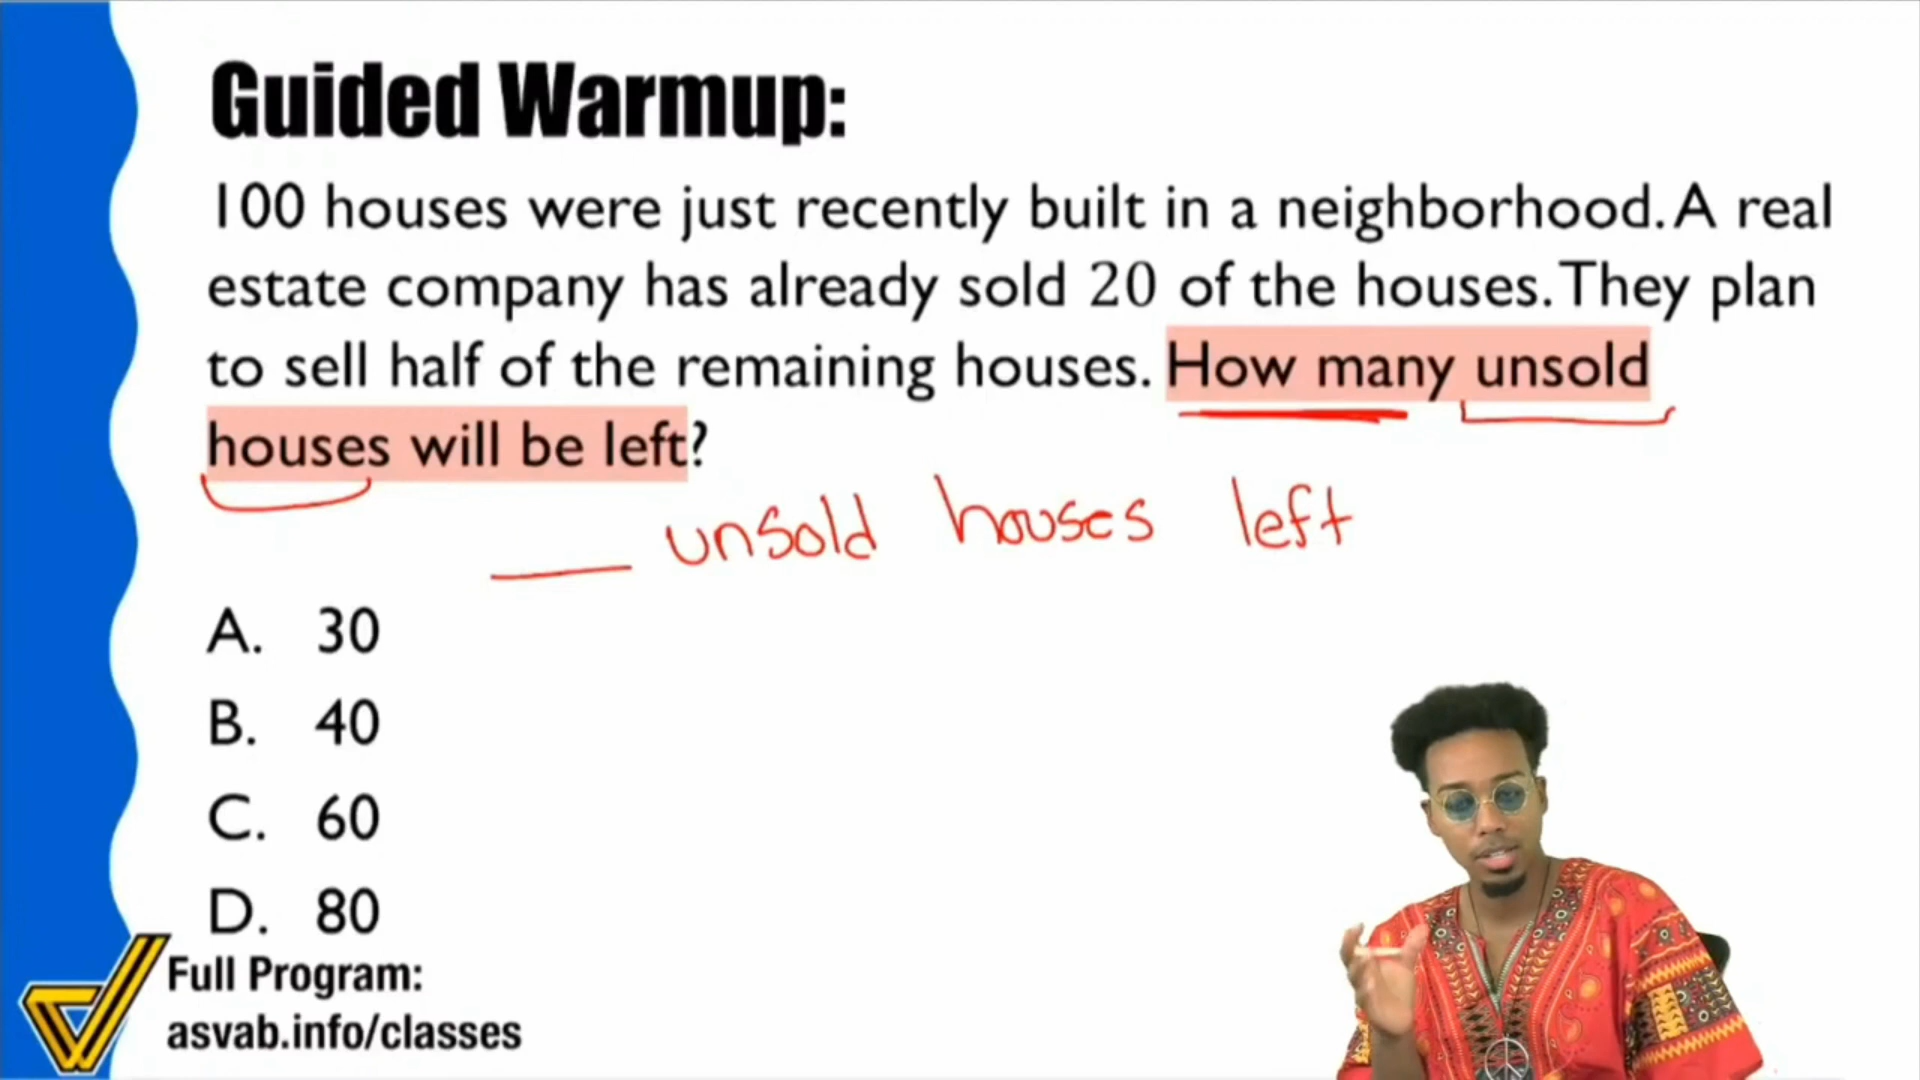 Guided Warmup:
100 houses were just recently built in a neighborhood. A real
estate company has already sold 20 of the houses. They plan
to sell half of the remaining houses. How many unsold
houses will be left?
___ unsold houses left
A. 30
B. 40
C. 60
D. 80
Full Program:
asvab.info/classes